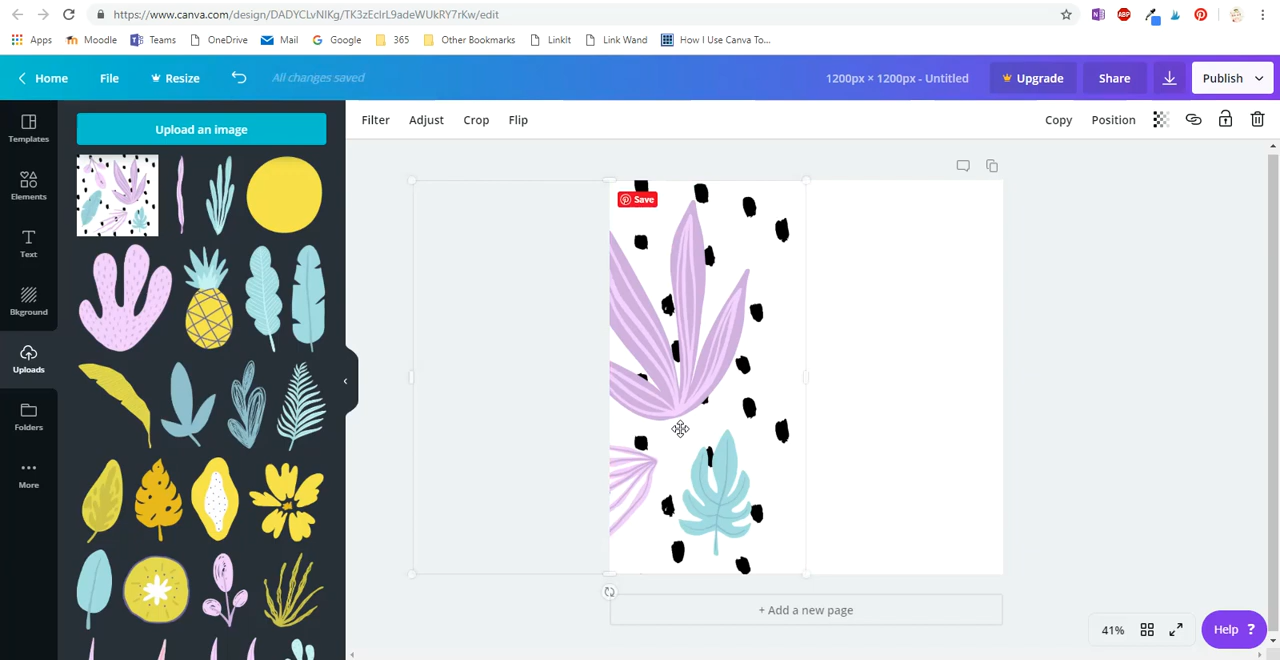 https://www.canva.com/design/DADYCLvNIKg/TK3zEclrL9adeWUkRY7rKw/edit
Apps Moodle Teams OneDrive Mail Google 365 Other Bookmarks LinkIt Link Wand How I Use Canva To...
Home File Resize All changes saved 1200px × 1200px - Untitled Upgrade Share Publish
Templates
Elements
Text
Bkground
Uploads
Folders
More
Upload an image
Filter Adjust Crop Flip Copy Position
Save
+ Add a new page
41% Help ?